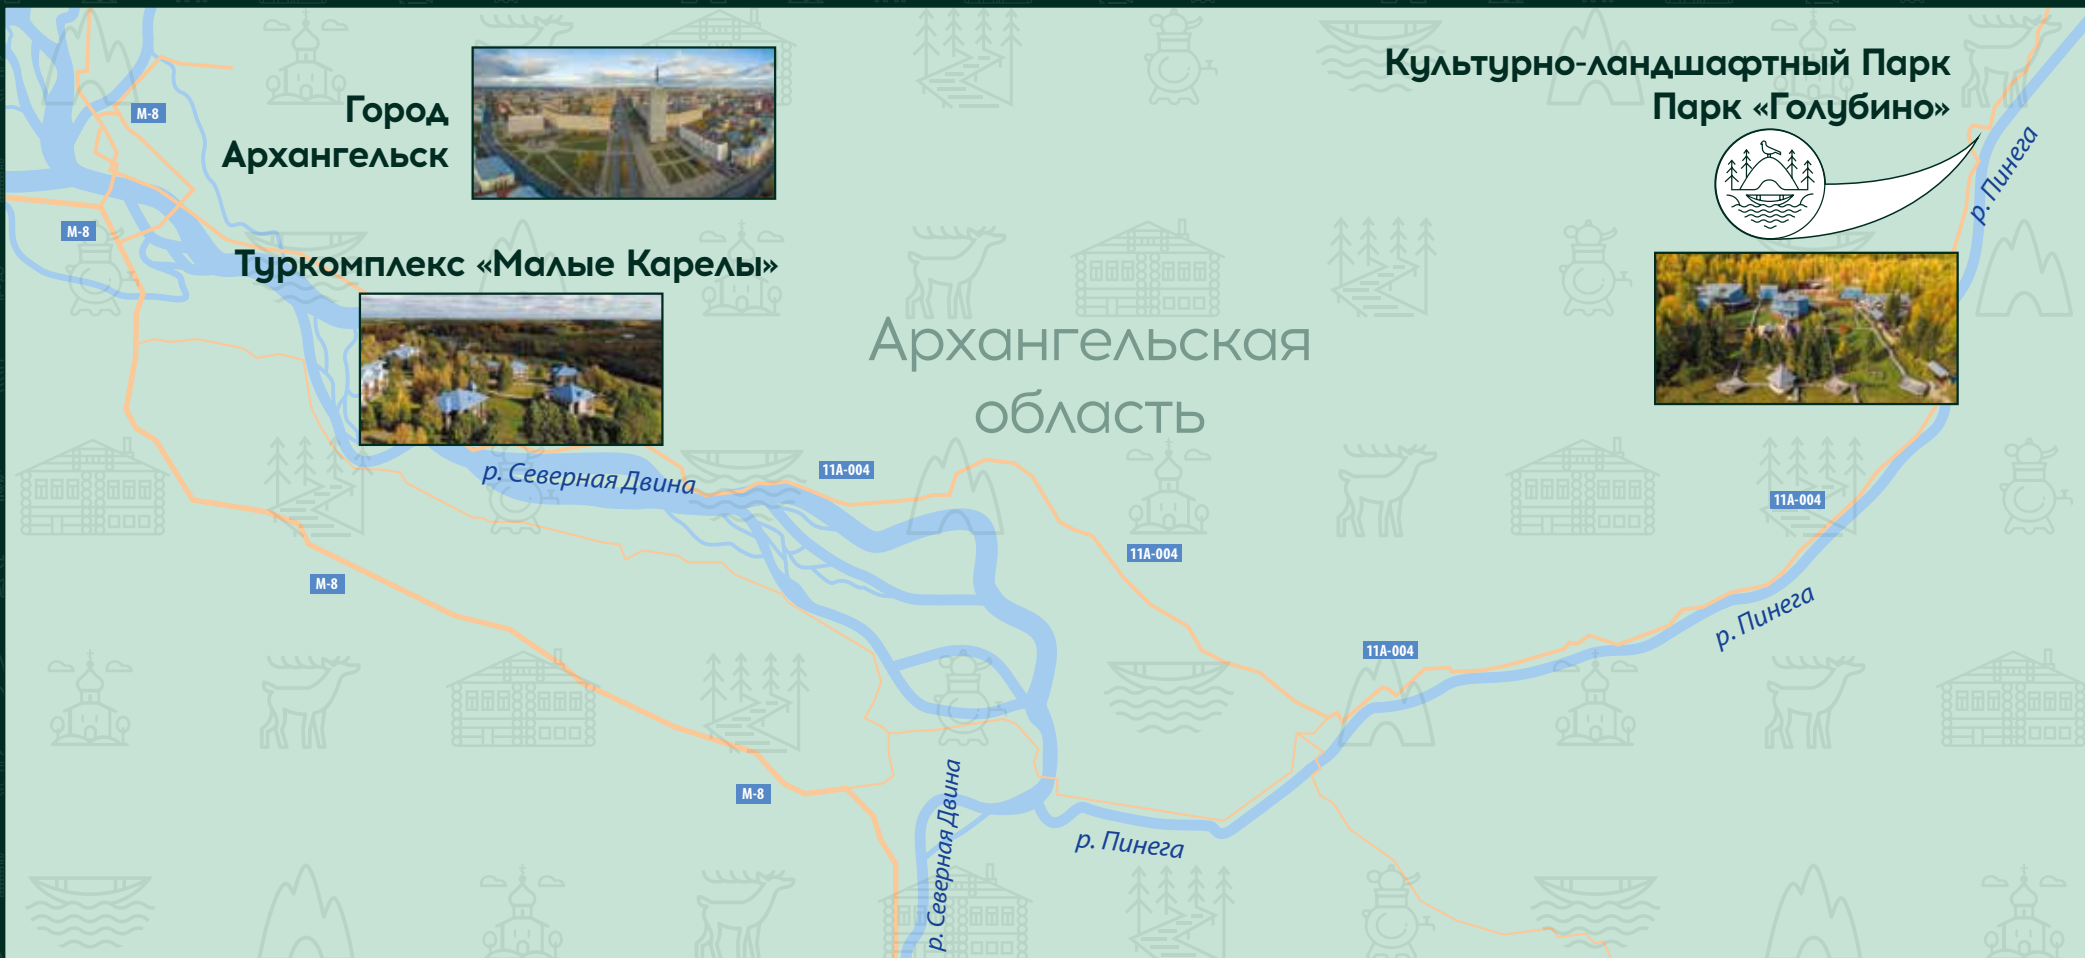 Город
Архангельск
Культурно-ландшафтный Парк
Парк «Голубино»
М-8
р. Пинега
М-8
Туркомплекс «Малые Карелы»
Архангельская
область
р. Северная Двина
11А-004
11А-004
11А-004
М-8
11А-004
р. Пинега
М-8
р. Северная Двина
р. Пинега